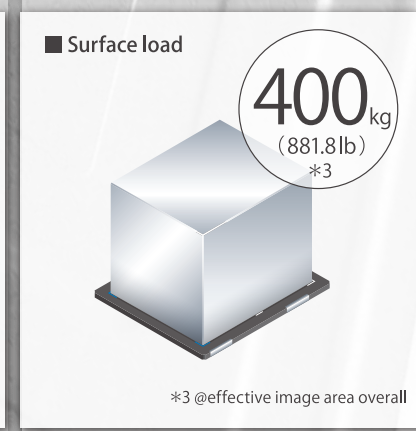 ■ Surface load
400kg
(881.8lb)
*3
*3 @effective image area overall